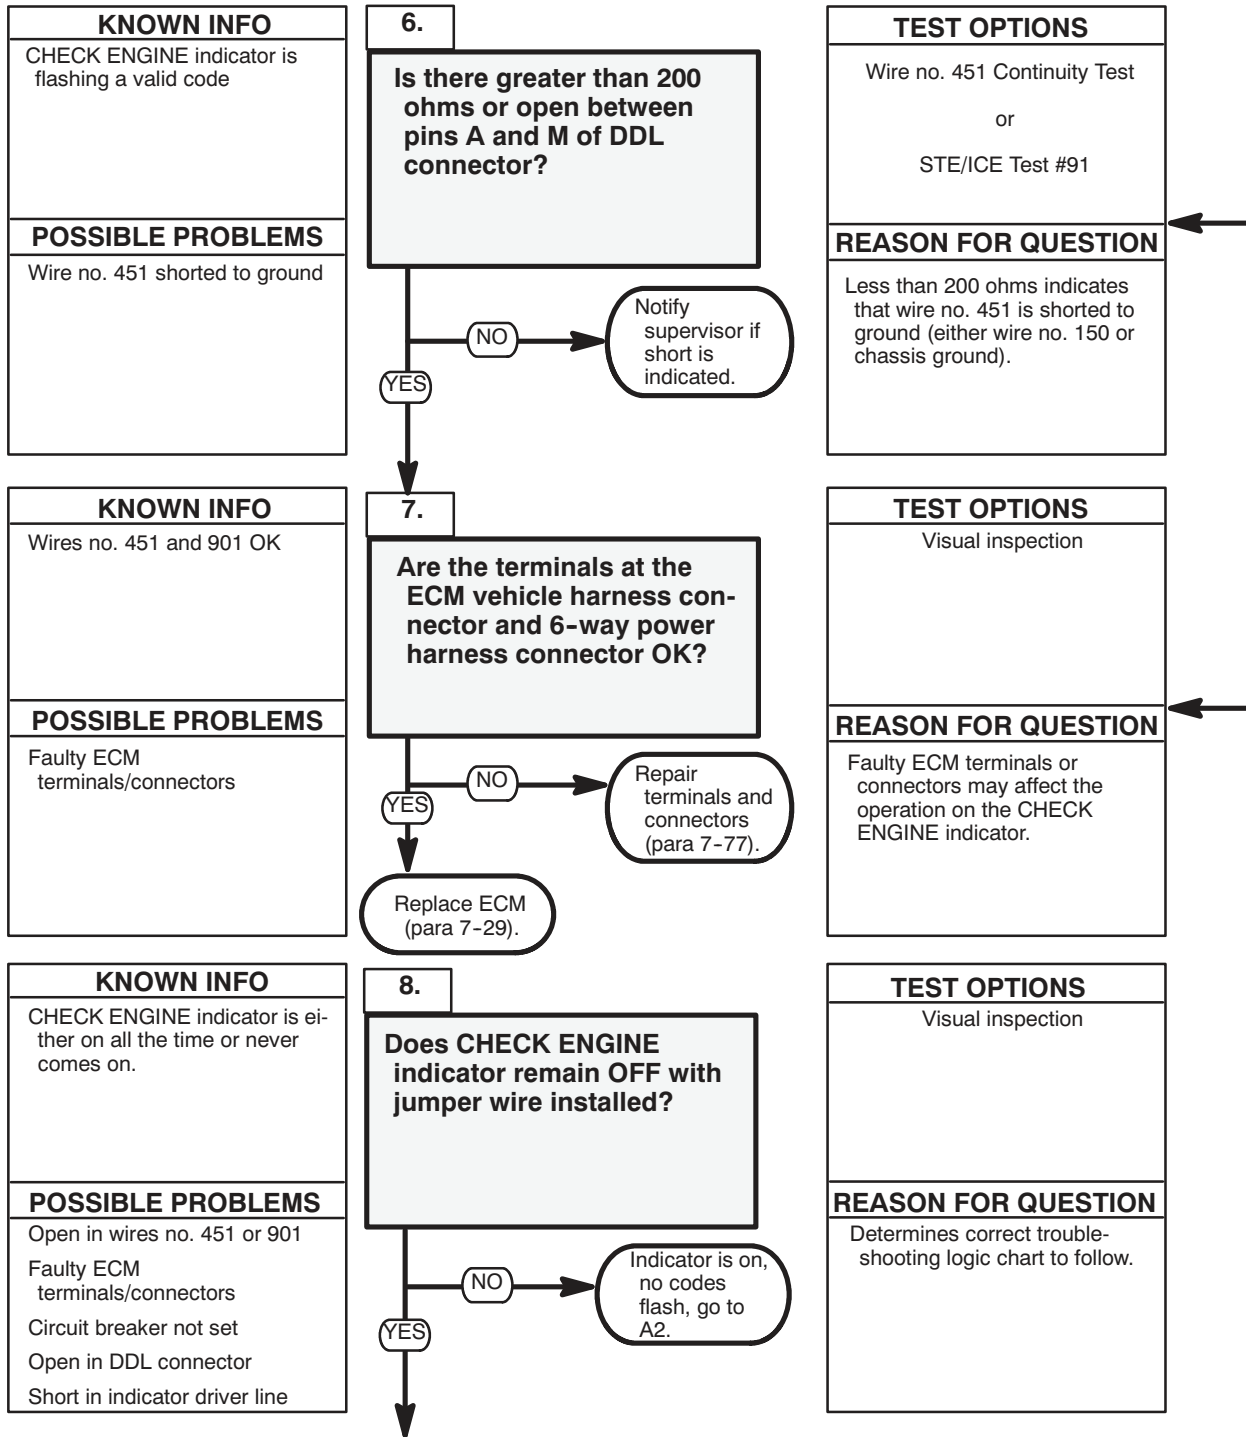 KNOWN INFO
CHECK ENGINE indicator is
flashing a valid code
POSSIBLE PROBLEMS
Wire no. 451 shorted to ground
6.
Is there greater than 200
ohms or open between
pins A and M of DDL
connector?
NO
Notify
supervisor if
short is
indicated.
YES
TEST OPTIONS
Wire no. 451 Continuity Test
or
STE/ICE Test #91
REASON FOR QUESTION
Less than 200 ohms indicates
that wire no. 451 is shorted to
ground (either wire no. 150 or
chassis ground).
KNOWN INFO
Wires no. 451 and 901 OK
POSSIBLE PROBLEMS
Faulty ECM
terminals/connectors
7.
Are the terminals at the
ECM vehicle harness con-
nector and 6-way power
harness connector OK?
NO
Repair
terminals and
connectors
(para 7-77).
YES
Replace ECM
(para 7-29).
TEST OPTIONS
Visual inspection
REASON FOR QUESTION
Faulty ECM terminals or
connectors may affect the
operation on the CHECK
ENGINE indicator.
KNOWN INFO
CHECK ENGINE indicator is ei-
ther on all the time or never
comes on.
POSSIBLE PROBLEMS
Open in wires no. 451 or 901
Faulty ECM
terminals/connectors
Circuit breaker not set
Open in DDL connector
Short in indicator driver line
8.
Does CHECK ENGINE
indicator remain OFF with
jumper wire installed?
NO
Indicator is on,
no codes
flash, go to
A2.
YES
TEST OPTIONS
Visual inspection
REASON FOR QUESTION
Determines correct trouble-
shooting logic chart to follow.